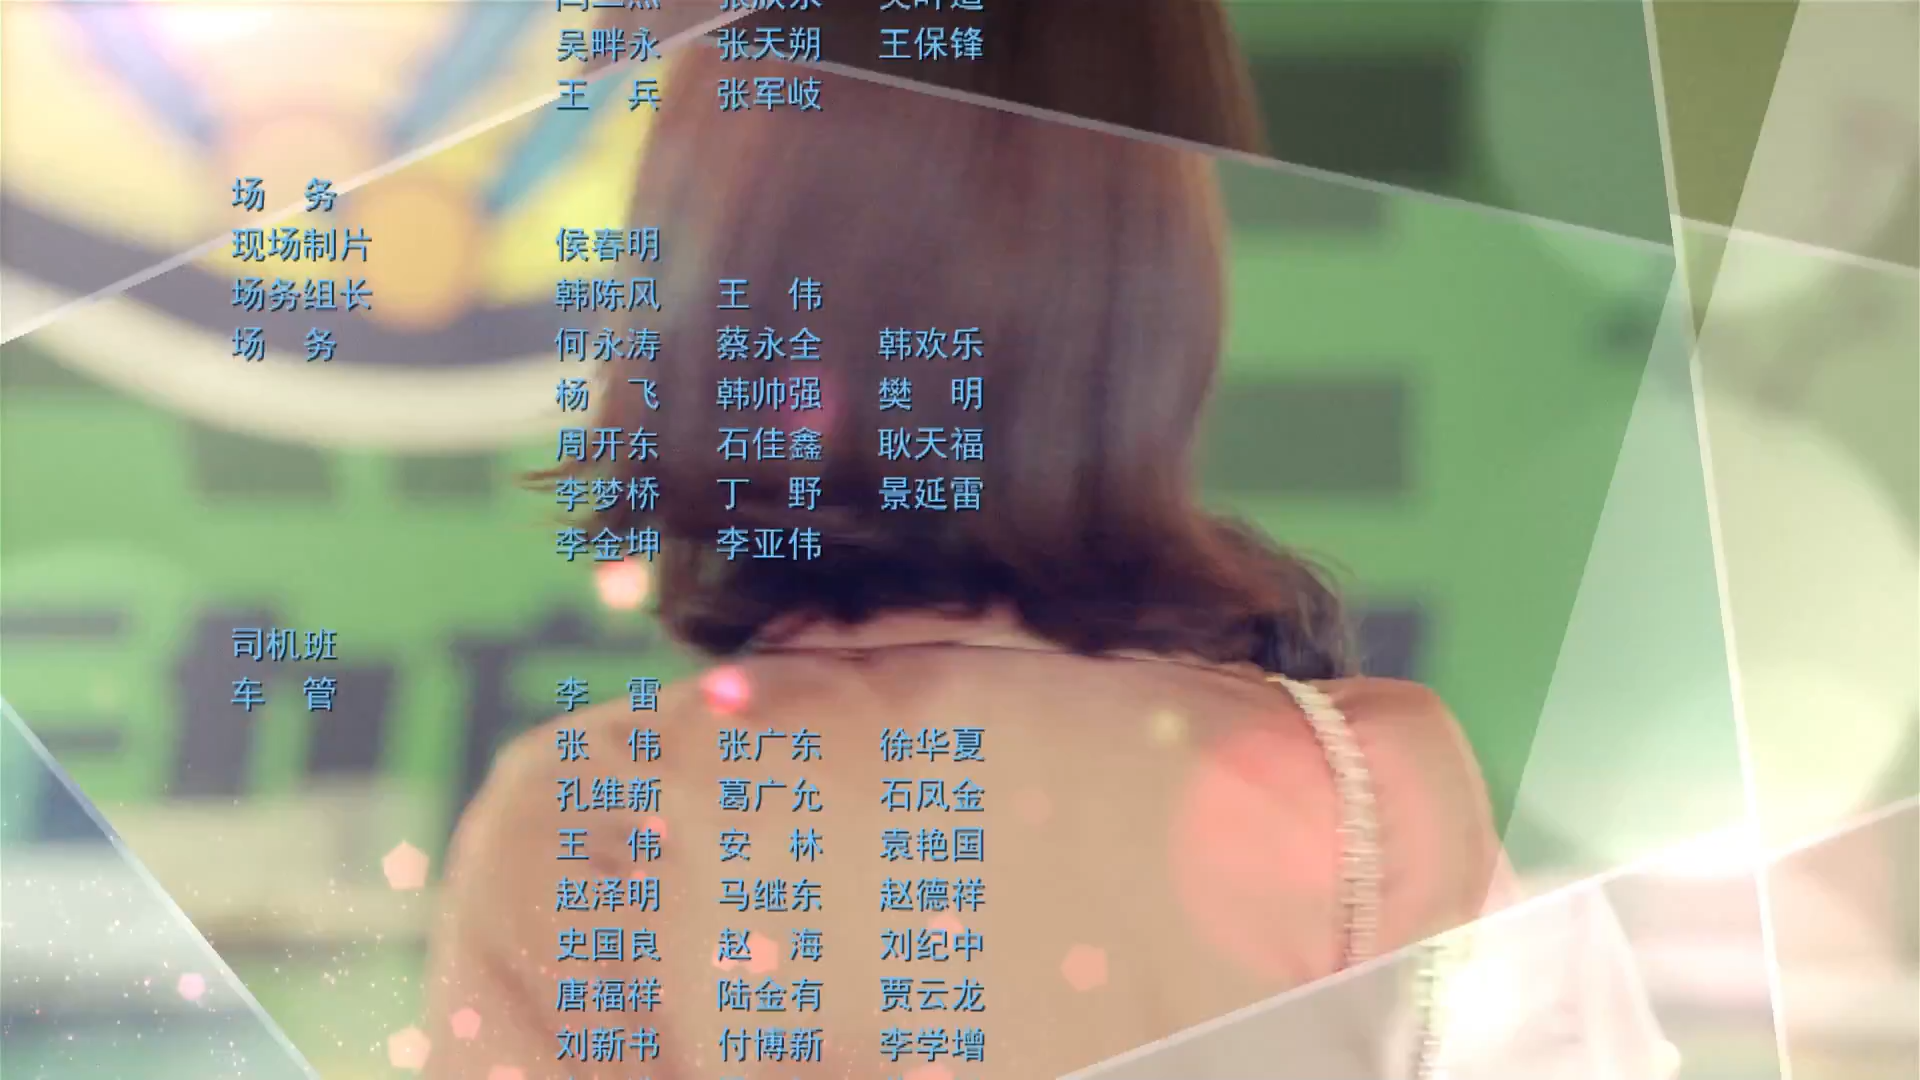 吴畔永 张天朔 王保锋
王 兵 张军岐
场 务
现场制片 侯春明
场务组长 韩陈风 王 伟
场 务 何永涛 蔡永全 韩欢乐
杨 飞 韩帅强 樊 明
周开东 石佳鑫 耿天福
李梦桥 丁 野 景延雷
李金坤 李亚伟
司机班
车 管 李 雷
张 伟 张广东 徐华夏
孔维新 葛广允 石凤金
王 伟 安 林 袁艳国
赵泽明 马继东 赵德祥
史国良 赵 海 刘纪中
唐福祥 陆金有 贾云龙
刘新书 付博新 李学增